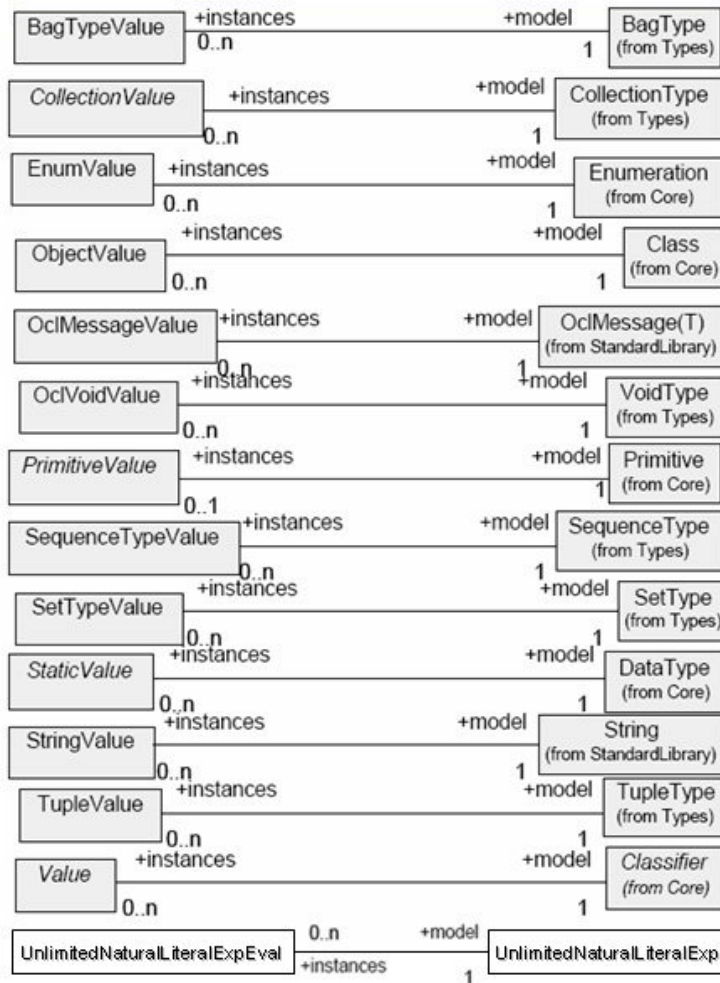 BagTypeValue +instances 0..n +model 1 BagType
(from Types)
CollectionValue +instances 0..n +model 1 CollectionType
(from Types)
EnumValue +instances 0..n +model 1 Enumeration
(from Core)
ObjectValue +instances 0..n +model 1 Class
(from Core)
OclMessageValue +instances 0..n +model 1 OclMessage(T)
(from StandardLibrary)
OclVoidValue +instances 0..n +model 1 VoidType
(from Types)
PrimitiveValue +instances 0..1 +model 1 Primitive
(from Core)
SequenceTypeValue +instances 0..n +model 1 SequenceType
(from Types)
SetTypeValue +instances 0..n +model 1 SetType
(from Types)
StaticValue +instances 0..n +model 1 DataType
(from Core)
StringValue +instances 0..n +model 1 String
(from StandardLibrary)
TupleValue +instances 0..n +model 1 TupleType
(from Types)
Value +instances 0..n +model 1 Classifier
(from Core)
UnlimitedNaturalLiteralExpEval 0..n +instances +model 1 UnlimitedNaturalLiteralExp